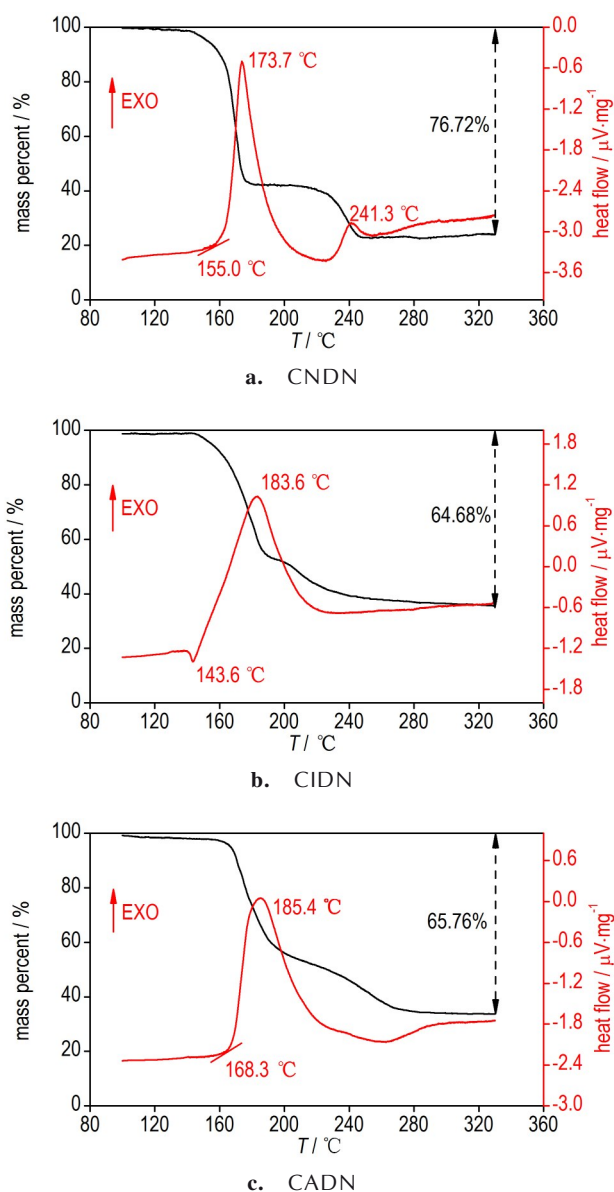 100
80
60
40
20
0
mass percent / %
EXO
173.7 ℃
155.0 ℃
241.3 ℃
76.72%
0.0
-0.6
-1.2
-1.8
-2.4
-3.0
-3.6
heat flow / μV·mg⁻¹
80 120 160 200 240 280 320 360
T / ℃
a. CNDN
100
80
60
40
20
0
mass percent / %
EXO
183.6 ℃
143.6 ℃
64.68%
1.8
1.2
0.6
0.0
-0.6
-1.2
-1.8
heat flow / μV·mg⁻¹
80 120 160 200 240 280 320 360
T / ℃
b. CIDN
100
80
60
40
20
0
mass percent / %
EXO
185.4 ℃
168.3 ℃
65.76%
0.6
0.0
-0.6
-1.2
-1.8
-2.4
-3.0
heat flow / μV·mg⁻¹
80 120 160 200 240 280 320 360
T / ℃
c. CADN